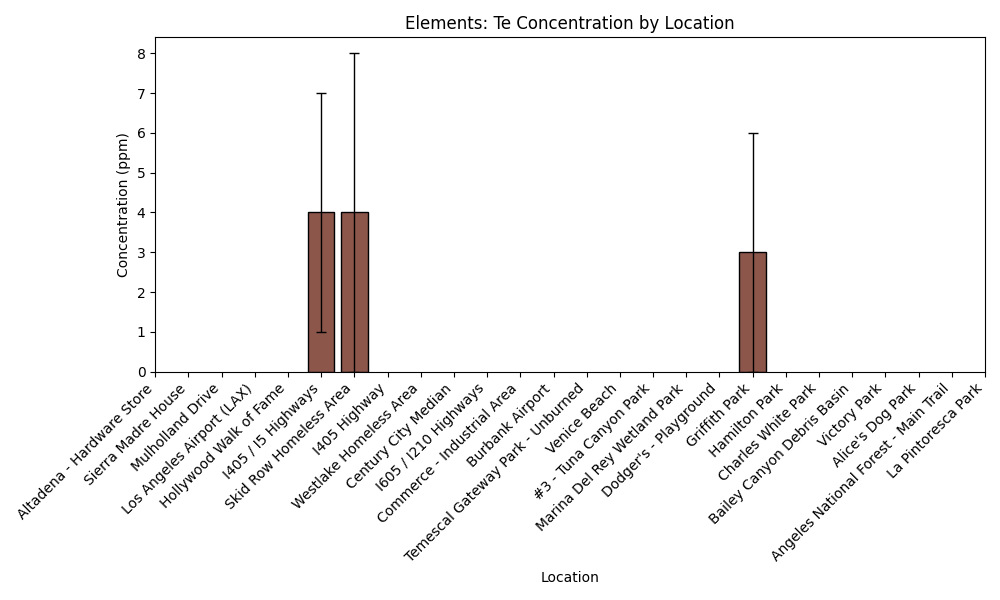 Elements: Te Concentration by Location
Concentration (ppm)
8
7
6
5
4
3
2
1
0
Altadena - Hardware Store
Sierra Madre House
Mulholland Drive
Los Angeles Airport (LAX)
Hollywood Walk of Fame
I405 / I5 Highways
Skid Row Homeless Area
I405 Highway
Westlake Homeless Area
Century City Median
I605 / I210 Highways
Commerce - Industrial Area
Burbank Airport
Temescal Gateway Park - Unburned
Venice Beach
#3 - Tuna Canyon Park
Marina Del Rey Wetland Park
Dodger's - Playground
Griffith Park
Hamilton Park
Charles White Park
Bailey Canyon Debris Basin
Victory Park
Alice's Dog Park
Angeles National Forest - Main Trail
La Pintoresca Park
Location